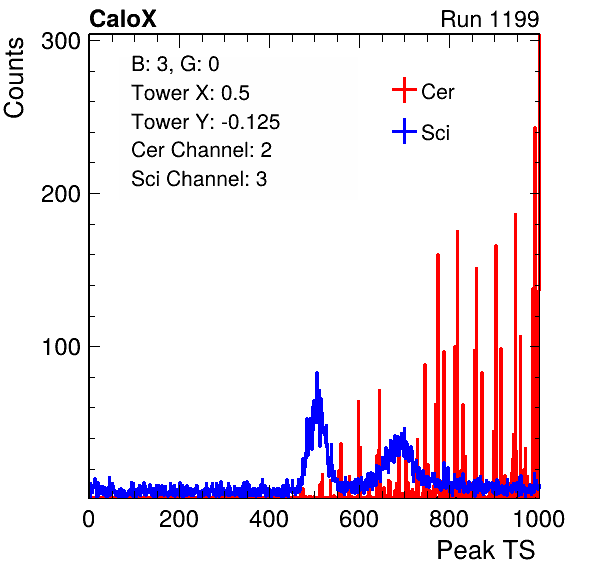 CaloX Run 1199
Counts
300
200
100
B: 3, G: 0
Tower X: 0.5
Tower Y: -0.125
Cer Channel: 2
Sci Channel: 3
Cer
Sci
0 200 400 600 800 1000
Peak TS